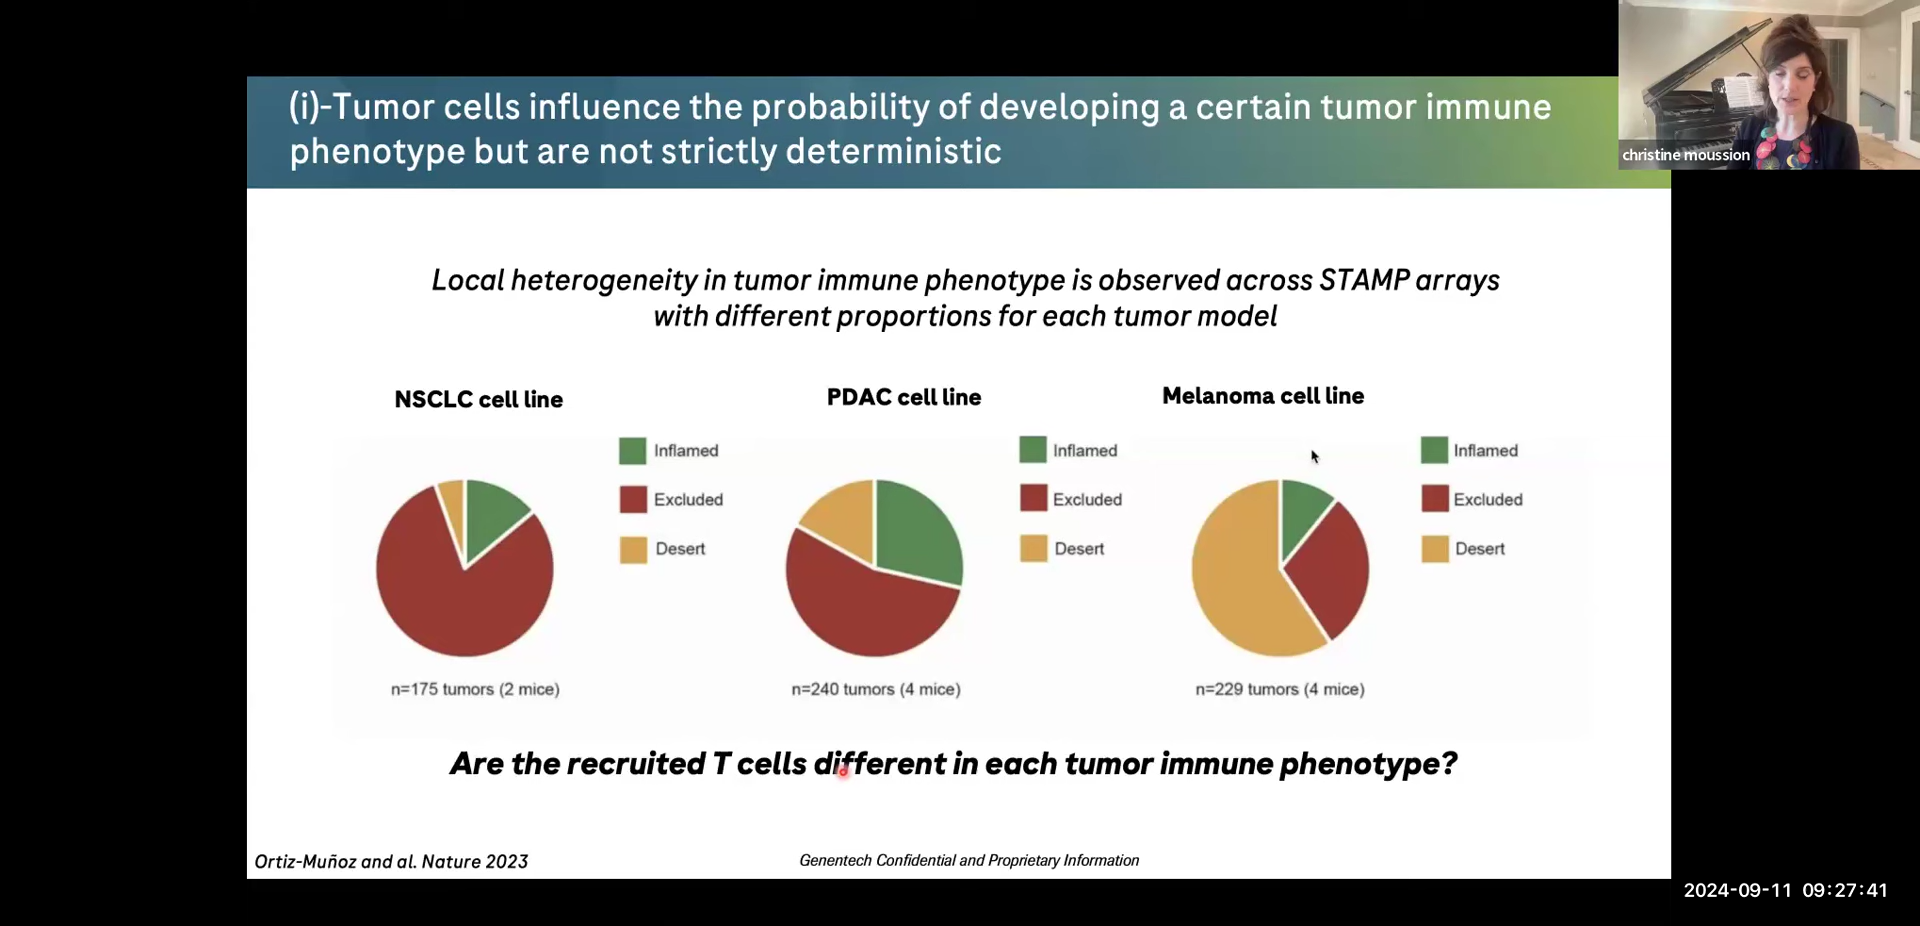 (i)-Tumor cells influence the probability of developing a certain tumor immune
phenotype but are not strictly deterministic
christine moussion
Local heterogeneity in tumor immune phenotype is observed across STAMP arrays
with different proportions for each tumor model
NSCLC cell line
Inflamed
Excluded
Desert
n=175 tumors (2 mice)
PDAC cell line
Inflamed
Excluded
Desert
n=240 tumors (4 mice)
Melanoma cell line
Inflamed
Excluded
Desert
n=229 tumors (4 mice)
Are the recruited T cells different in each tumor immune phenotype?
Ortiz-Muñoz and al. Nature 2023
Genentech Confidential and Proprietary Information
2024-09-11 09:27:41